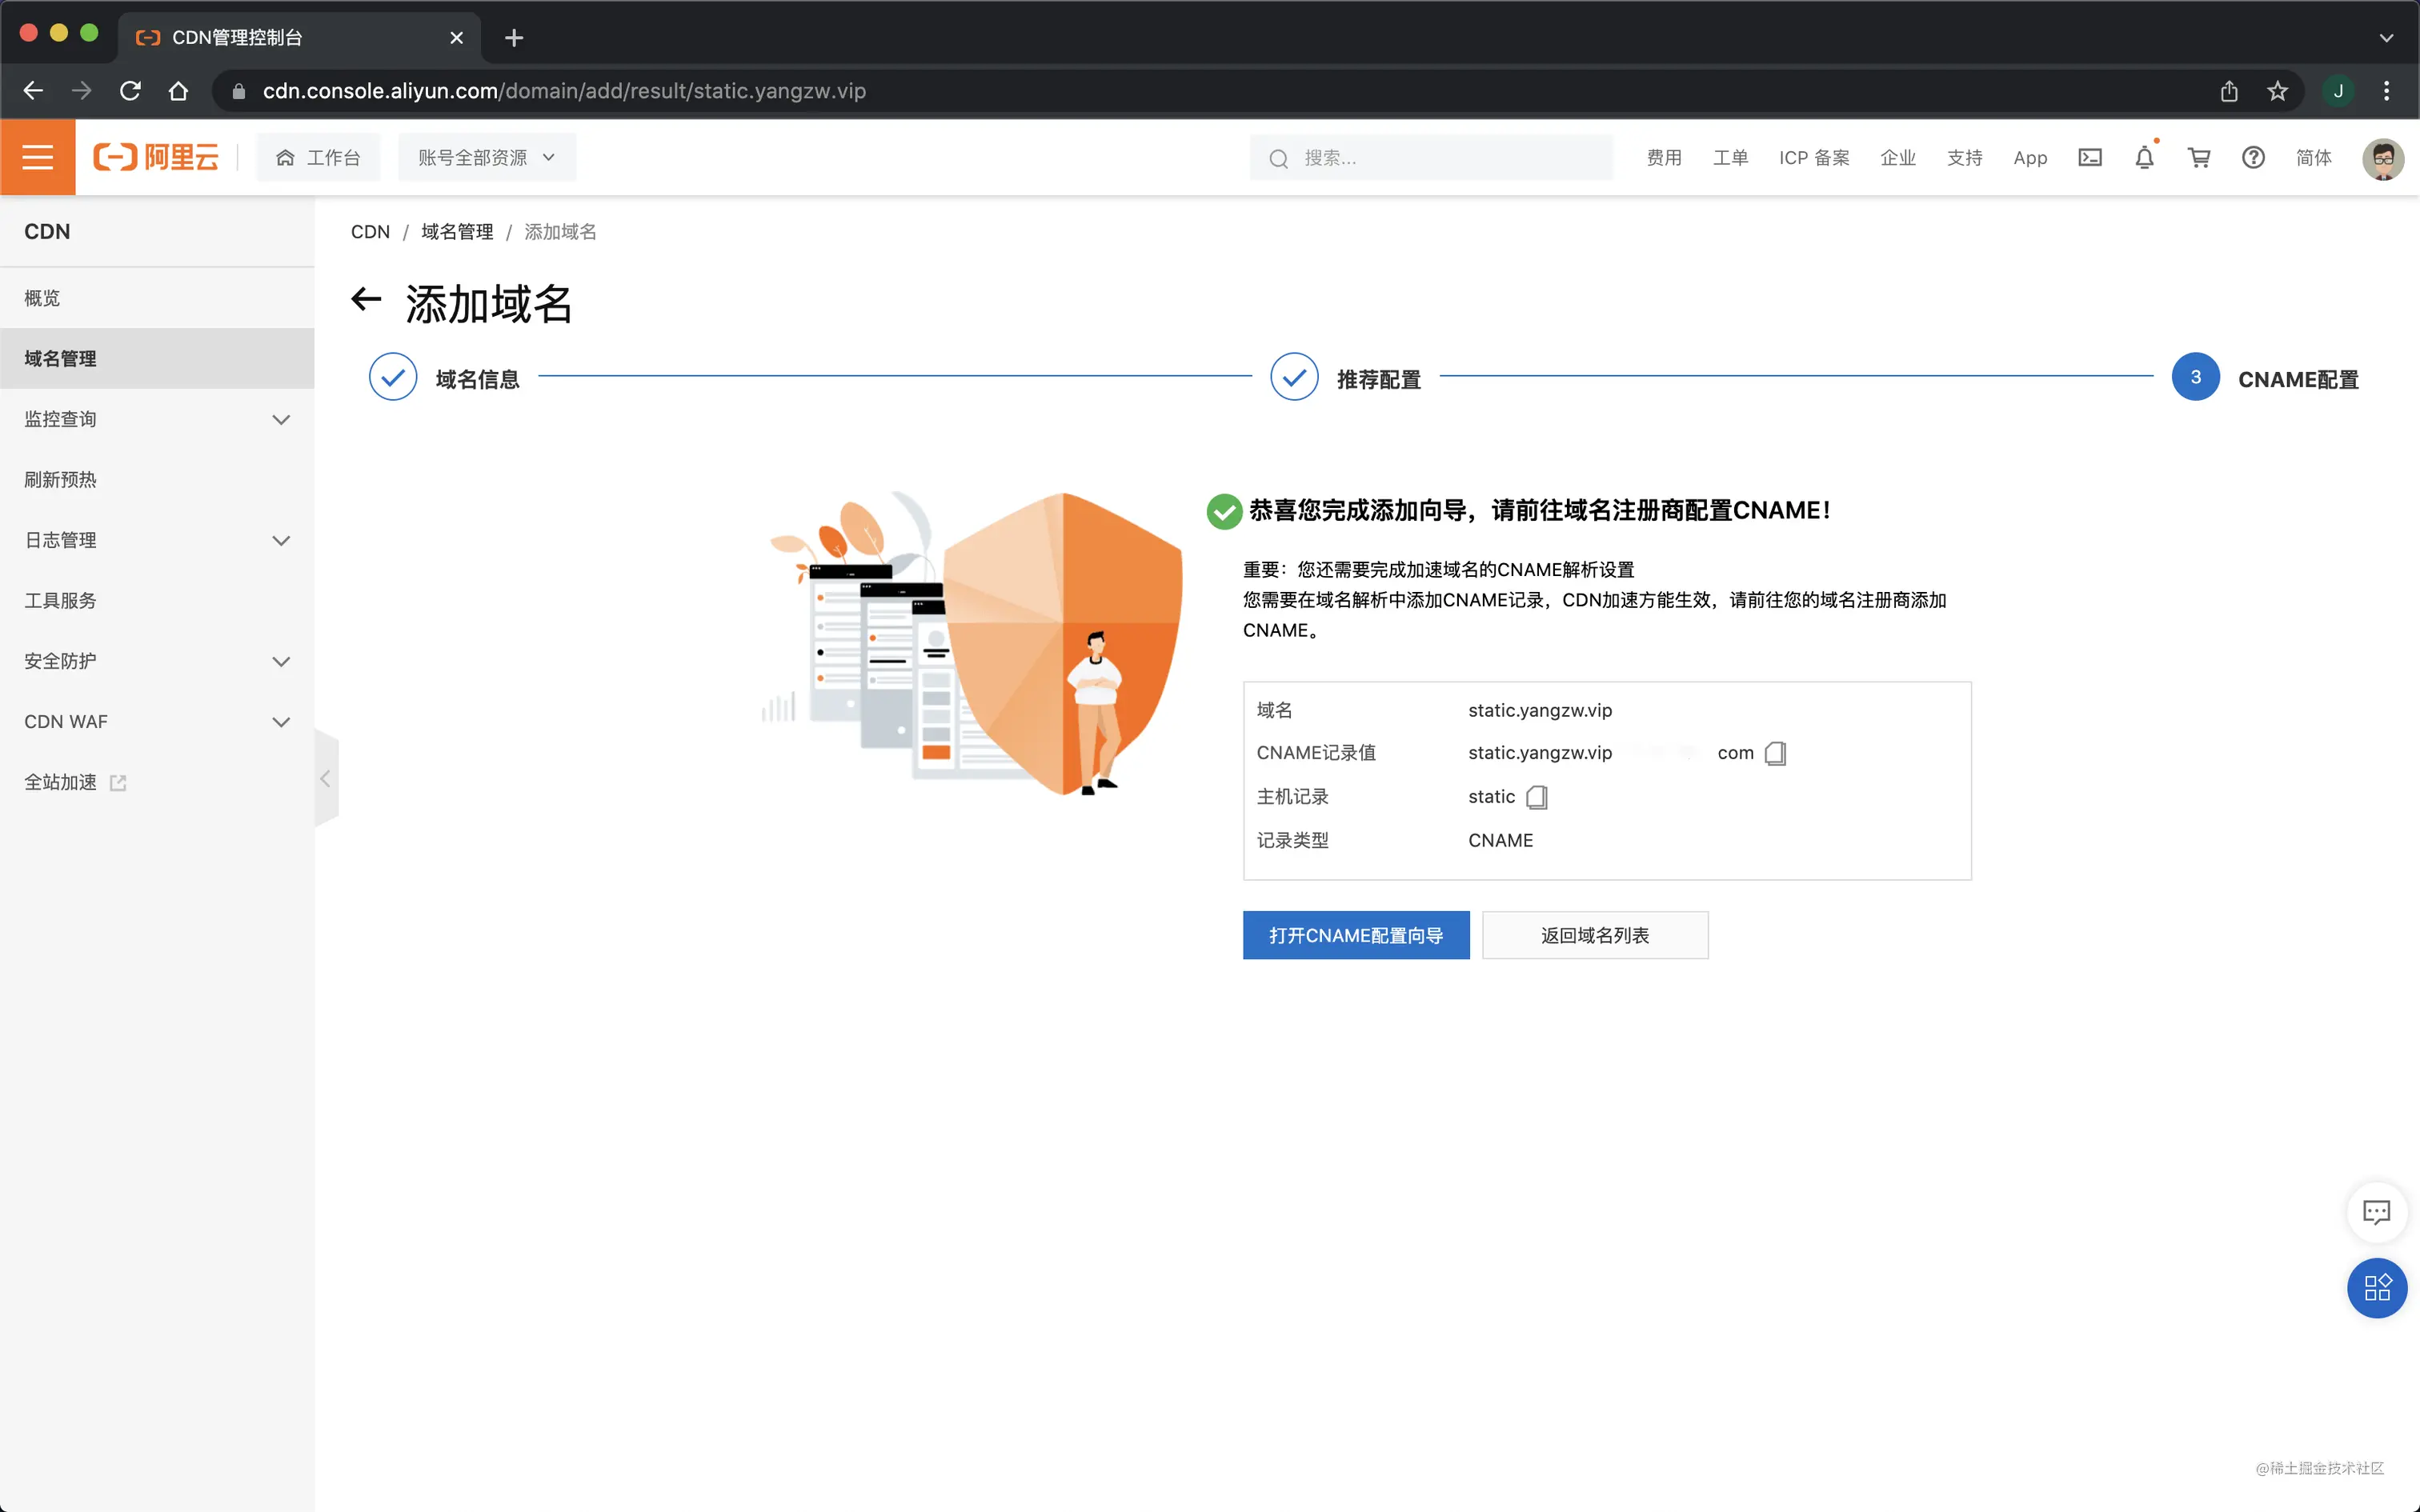 CDN管理控制台
cdn.console.aliyun.com/domain/add/result/static.yangzw.vip
J
阿里云
工作台
账号全部资源
搜索...
费用
工单
ICP 备案
企业
支持
App
简体
CDN
概览
域名管理
监控查询
刷新预热
日志管理
工具服务
安全防护
CDN WAF
全站加速
CDN / 域名管理 / 添加域名
添加域名
域名信息
推荐配置
3 CNAME配置
恭喜您完成添加向导，请前往域名注册商配置CNAME！
重要：您还需要完成加速域名的CNAME解析设置
您需要在域名解析中添加CNAME记录，CDN加速方能生效，请前往您的域名注册商添加
CNAME。
域名 static.yangzw.vip
CNAME记录值 static.yangzw.vip com
主机记录 static
记录类型 CNAME
打开CNAME配置向导
返回域名列表
@稀土掘金技术社区